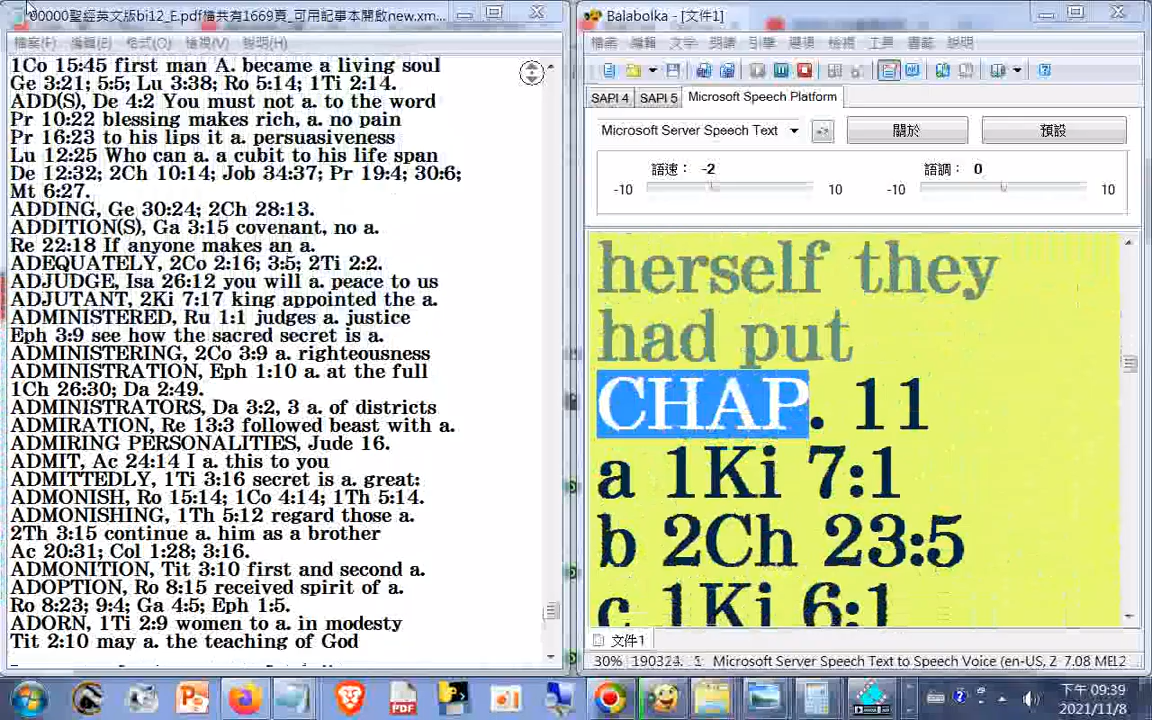 00000聖經英文版bi12_E.pdf檔共有1669頁_可用記事本開啟new.xm...
檔案(F) 編輯(E) 格式(O) 檢視(V) 說明(H)
1Co 15:45 first man A. became a living soul
Ge 3:21; 5:5; Lu 3:38; Ro 5:14; 1Ti 2:14.
ADD(S), De 4:2 You must not a. to the word
Pr 10:22 blessing makes rich, a. no pain
Pr 16:23 to his lips it a. persuasiveness
Lu 12:25 Who can a. a cubit to his life span
De 12:32; 2Ch 10:14; Job 34:37; Pr 19:4; 30:6;
Mt 6:27.
ADDING, Ge 30:24; 2Ch 28:13.
ADDITION(S), Ga 3:15 covenant, no a.
Re 22:18 If anyone makes an a.
ADEQUATELY, 2Co 2:16; 3:5; 2Ti 2:2.
ADJUDGE, Isa 26:12 you will a. peace to us
ADJUTANT, 2Ki 7:17 king appointed the a.
ADMINISTERED, Ru 1:1 judges a. justice
Eph 3:9 see how the sacred secret is a.
ADMINISTERING, 2Co 3:9 a. righteousness
ADMINISTRATION, Eph 1:10 a. at the full
1Ch 26:30; Da 2:49.
ADMINISTRATORS, Da 3:2, 3 a. of districts
ADMIRATION, Re 13:3 followed beast with a.
ADMIRING PERSONALITIES, Jude 16.
ADMIT, Ac 24:14 I a. this to you
ADMITTEDLY, 1Ti 3:16 secret is a. great:
ADMONISH, Ro 15:14; 1Co 4:14; 1Th 5:14.
ADMONISHING, 1Th 5:12 regard those a.
2Th 3:15 continue a. him as a brother
Ac 20:31; Col 1:28; 3:16.
ADMONITION, Tit 3:10 first and second a.
ADOPTION, Ro 8:15 received spirit of a.
Ro 8:23; 9:4; Ga 4:5; Eph 1:5.
ADORN, 1Ti 2:9 women to a. in modesty
Tit 2:10 may a. the teaching of God
Balabolka - [文件1]
檔案 編輯 文字 朗讀 引擎 選項 檢視 工具 書籤 說明
SAPI 4 SAPI 5 Microsoft Speech Platform
Microsoft Server Speech Text 關於 預設
語速： -2 語調： 0
-10 10 -10 10
herself they
had put
CHAP. 11
a 1Ki 7:1
b 2Ch 23:5
c 1Ki 6:1
文件1
30% 190324. 1 Microsoft Server Speech Text to Speech Voice (en-US, Z 7.08 ME12
PDF
下午 09:39
2021/11/8